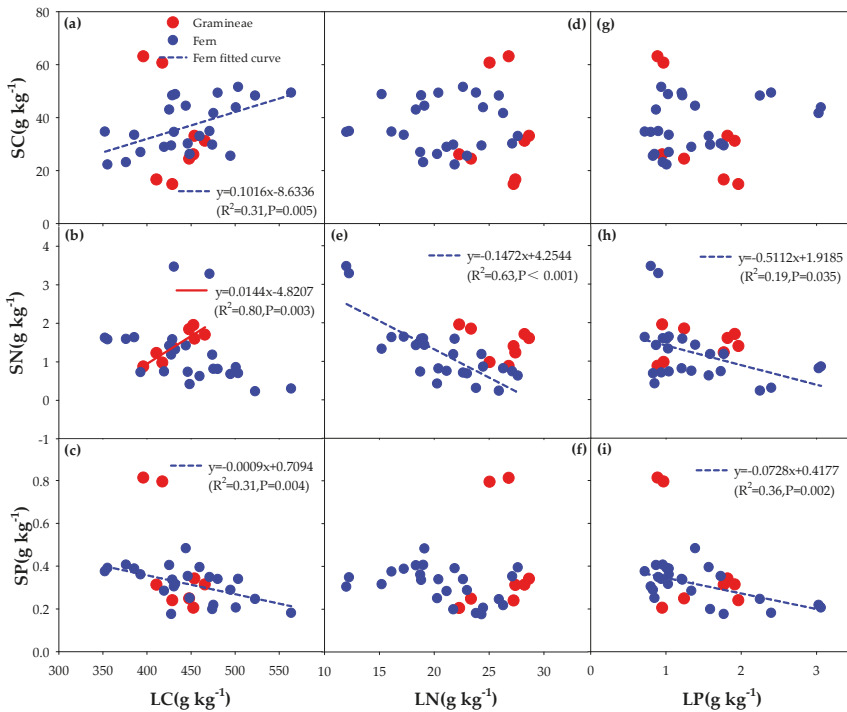 (a)
Gramineae
Fern
Fern fitted curve
y=0.1016x-8.6336
(R²=0.31,P=0.005)
(d)
(g)
80
60
40
20
0
SC(g kg⁻¹)
(b)
y=0.0144x-4.8207
(R²=0.80,P=0.003)
(e)
y=-0.1472x+4.2544
(R²=0.63,P< 0.001)
(h)
y=-0.5112x+1.9185
(R²=0.19,P=0.035)
4
3
2
1
0
-1
SN(g kg⁻¹)
(c)
y=-0.0009x+0.7094
(R²=0.31,P=0.004)
(f)
(i)
y=-0.0728x+0.4177
(R²=0.36,P=0.002)
0.8
0.6
0.4
0.2
0.0
SP(g kg⁻¹)
300 350 400 450 500 550
10 15 20 25 30
0 1 2 3
LC(g kg⁻¹)
LN(g kg⁻¹)
LP(g kg⁻¹)